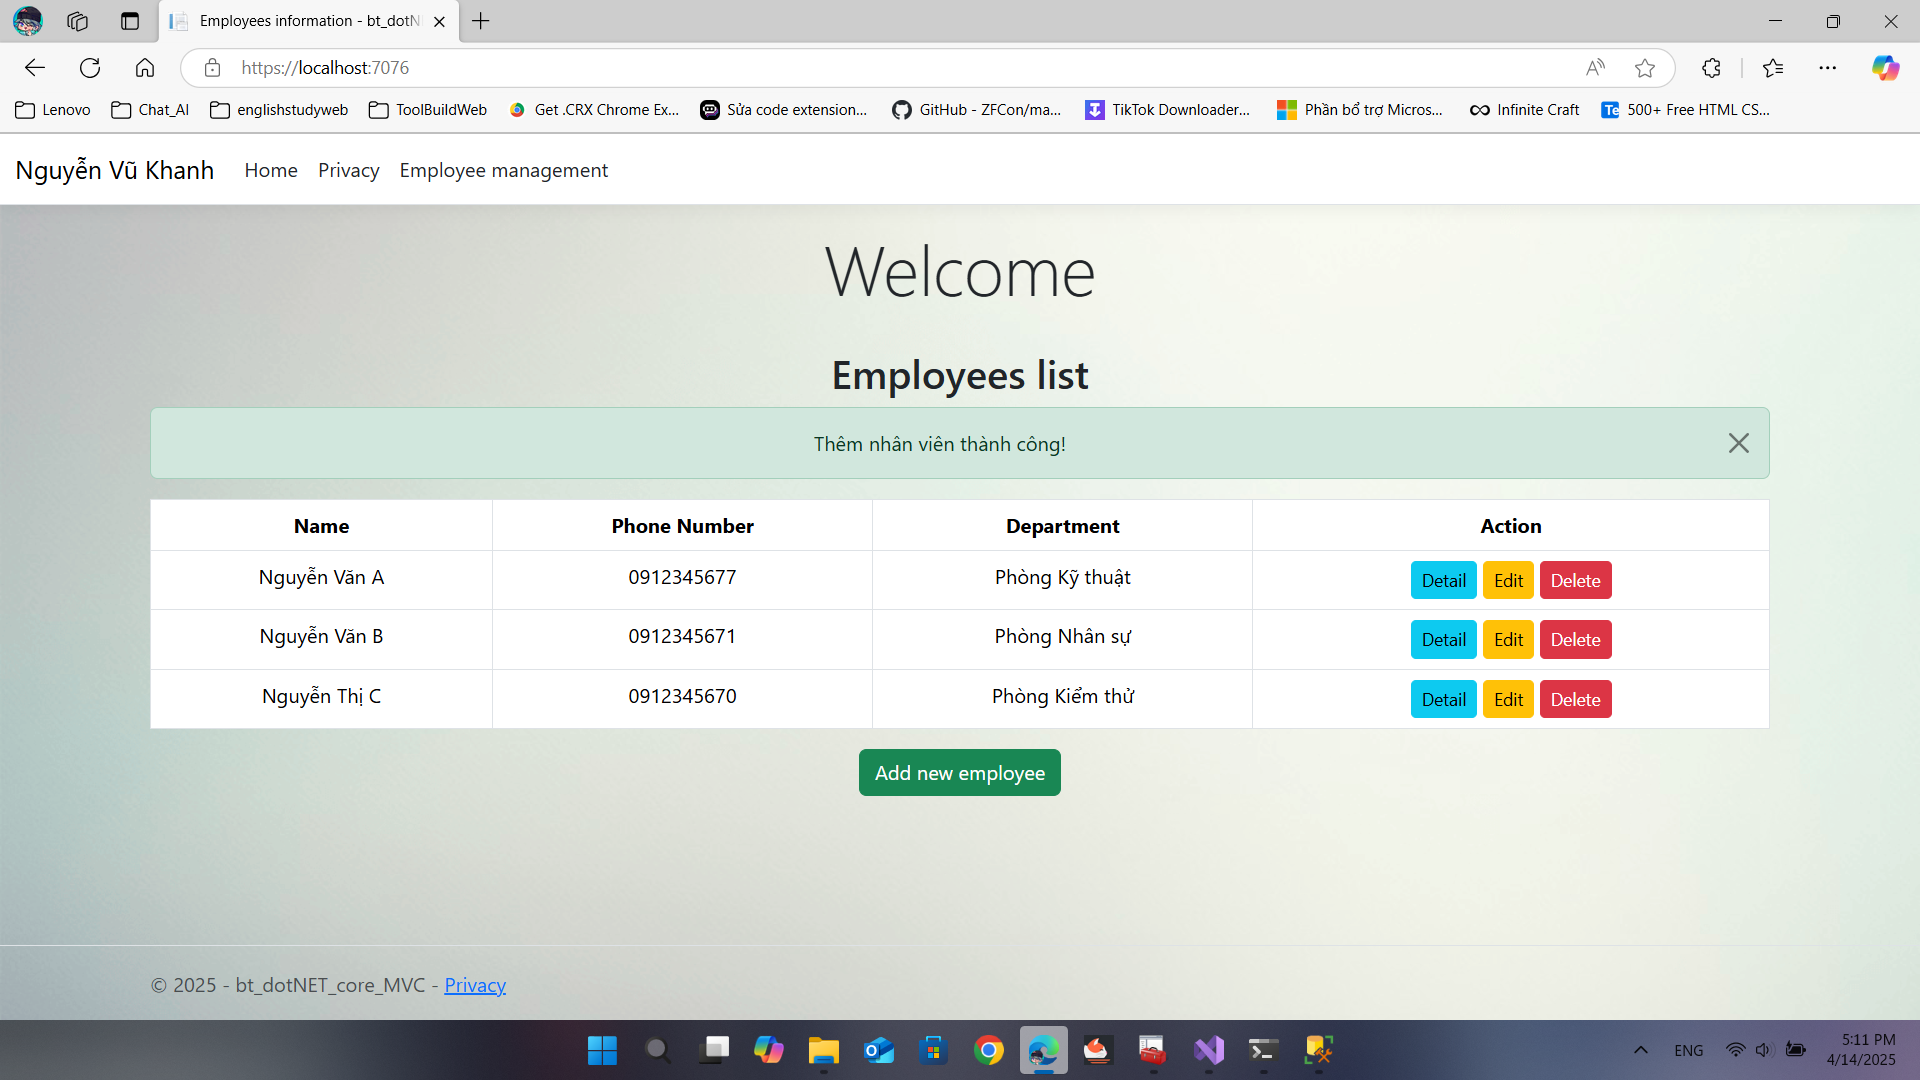 Employees information - bt_dotN
https://localhost:7076
Lenovo
Chat_AI
englishstudyweb
ToolBuildWeb
Get .CRX Chrome Ex...
Sửa code extension...
GitHub - ZFCon/ma...
TikTok Downloader...
Phần bổ trợ Micros...
Infinite Craft
500+ Free HTML CS...
Nguyễn Vũ Khanh Home Privacy Employee management
Welcome
Employees list
Thêm nhân viên thành công!
Name Phone Number Department Action
Nguyễn Văn A 0912345677 Phòng Kỹ thuật Detail Edit Delete
Nguyễn Văn B 0912345671 Phòng Nhân sự Detail Edit Delete
Nguyễn Thị C 0912345670 Phòng Kiểm thử Detail Edit Delete
Add new employee
© 2025 - bt_dotNET_core_MVC - Privacy
ENG
5:11 PM
4/14/2025